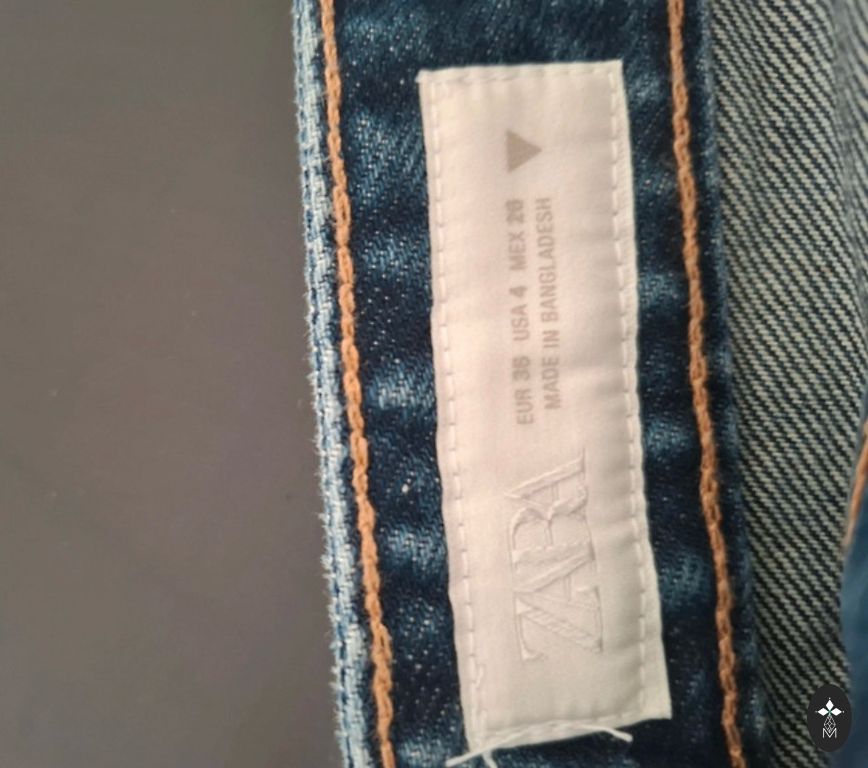 ZARA
EUR 36 USA 4 MEX 26
MADE IN BANGLADESH
M